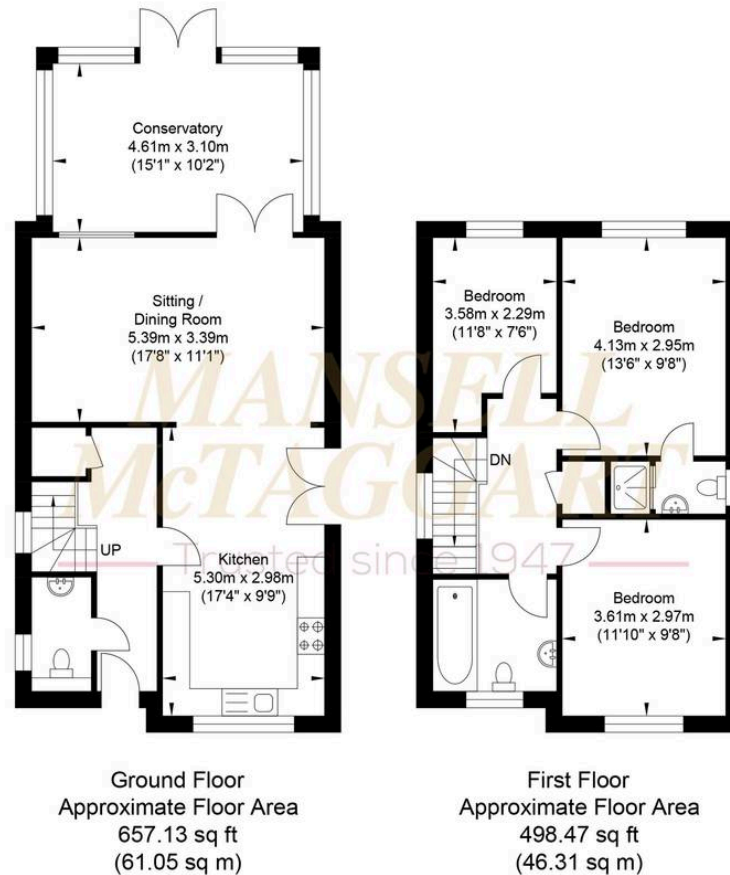 Conservatory
4.61m x 3.10m
(15'1" x 10'2")
Sitting /
Dining Room
5.39m x 3.39m
(17'8" x 11'1")
UP
Kitchen
5.30m x 2.98m
(17'4" x 9'9")
Bedroom
3.58m x 2.29m
(11'8" x 7'6")
Bedroom
4.13m x 2.95m
(13'6" x 9'8")
DN
Bedroom
3.61m x 2.97m
(11'10" x 9'8")
MANSELL
McTAGGART
Trusted since 1947
Ground Floor
Approximate Floor Area
657.13 sq ft
(61.05 sq m)
First Floor
Approximate Floor Area
498.47 sq ft
(46.31 sq m)